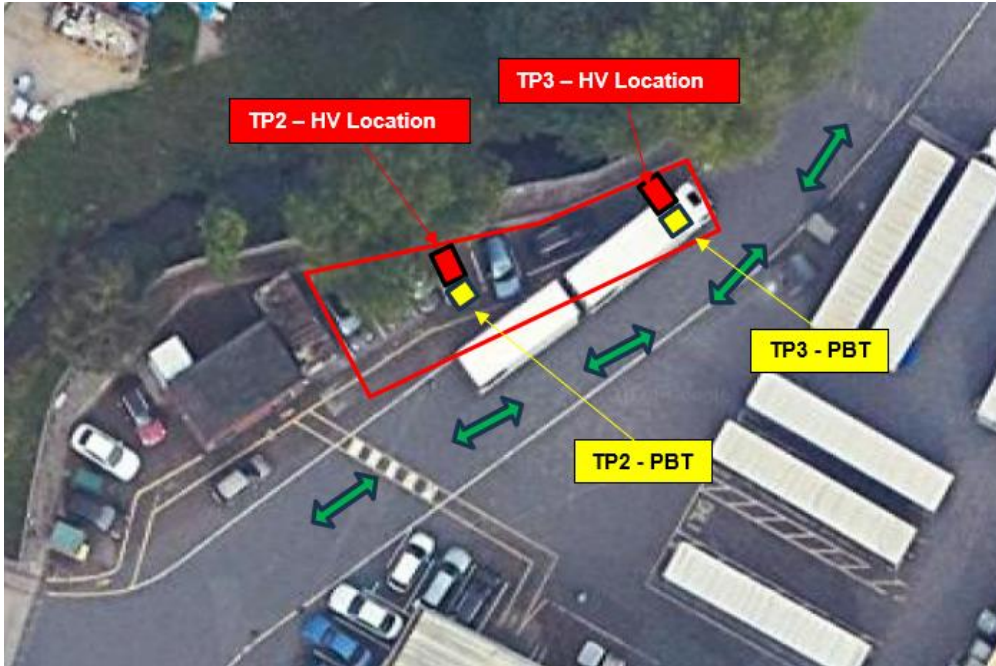 TP3 – HV Location
TP2 – HV Location
TP3 - PBT
TP2 - PBT